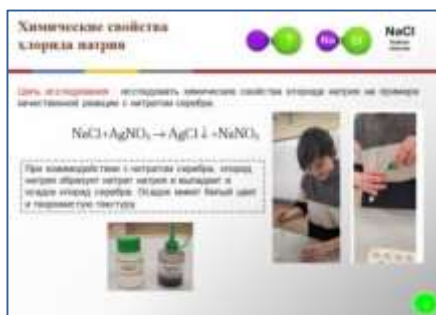 Химические свойства
хлорида натрия
Na
Cl
NaCl
Цель исследования исследовать химические свойства хлорида натрия на примере
качественной реакции с нитратом серебра.
NaCl+AgNO₃ → AgCl↓ +NaNO₃
При взаимодействии с нитратом серебра, хлорид
натрия образует нитрат натрия и выпадает в
осадок хлорид серебра. Осадок имеет белый цвет
и творожистую текстуру.